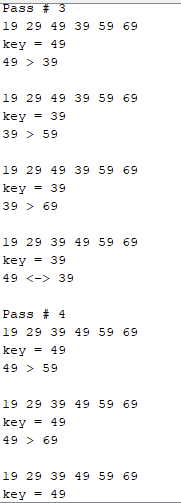 Pass # 3
19 29 49 39 59 69
key = 49
49 > 39
19 29 49 39 59 69
key = 39
39 > 59
19 29 49 39 59 69
key = 39
39 > 69
19 29 39 49 59 69
key = 39
49 <-> 39
Pass # 4
19 29 39 49 59 69
key = 49
49 > 59
19 29 39 49 59 69
key = 49
49 > 69
19 29 39 49 59 69
key = 49